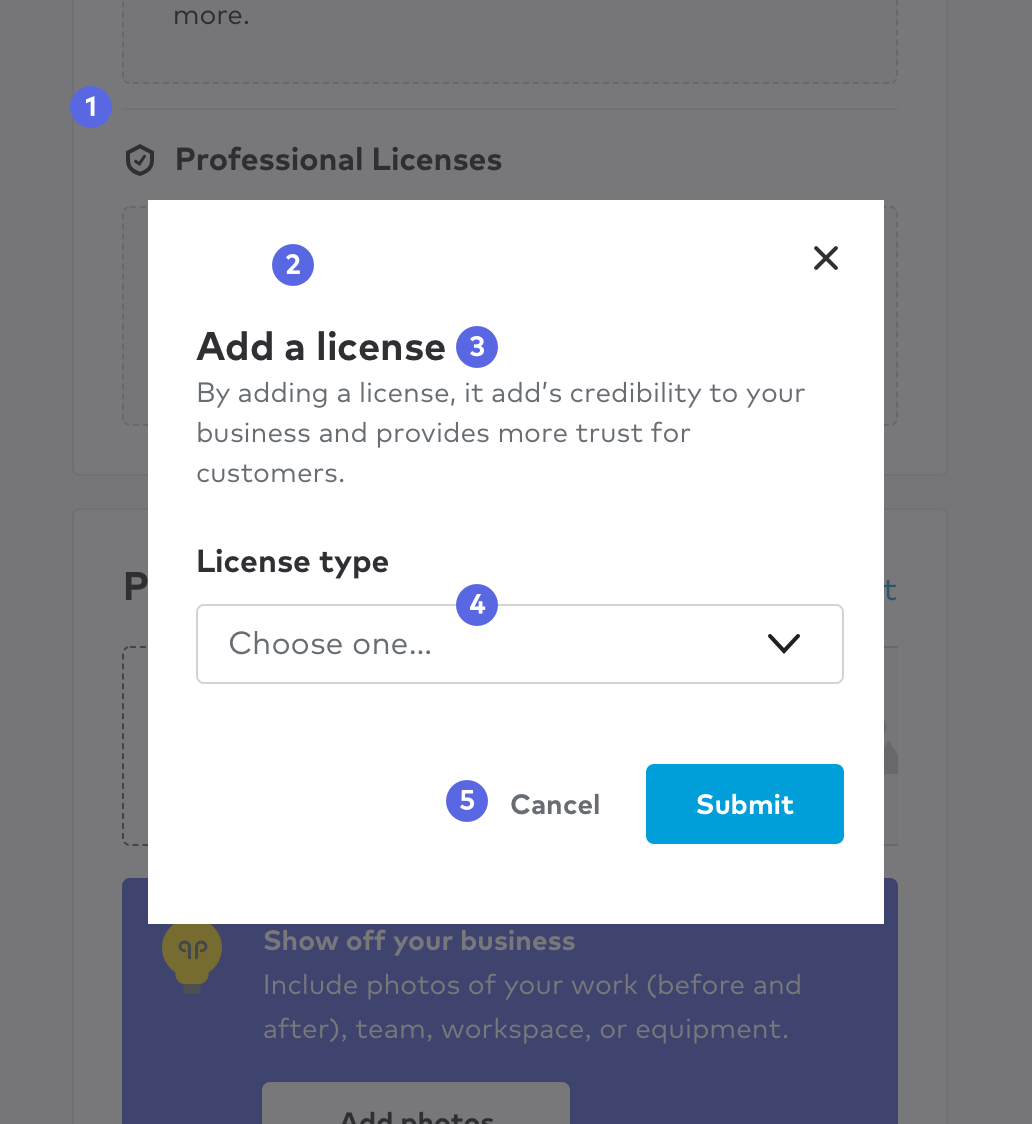 more.
1
Professional Licenses
2
Add a license 3
By adding a license, it add’s credibility to your
business and provides more trust for
customers.
License type
4
Choose one...
5 Cancel Submit
Show off your business
Include photos of your work (before and
after), team, workspace, or equipment.
Add photos